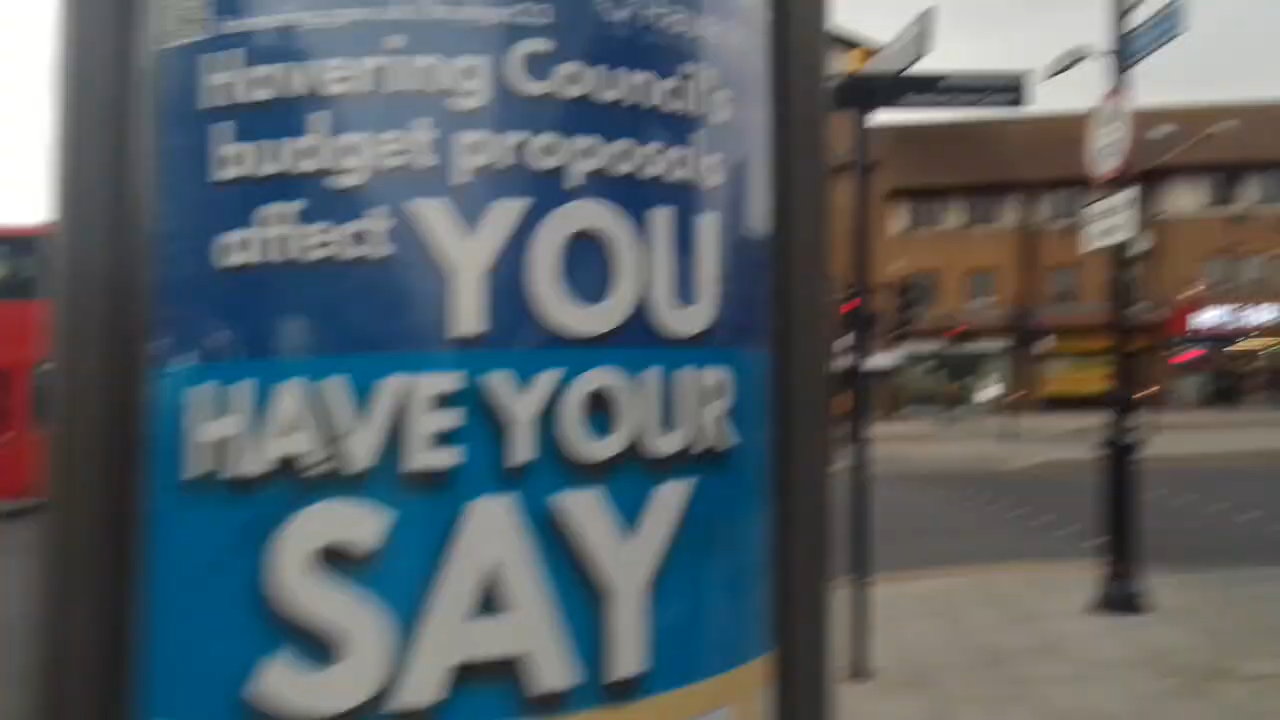 Havering Council's
budget proposals
affect YOU
HAVE YOUR
SAY